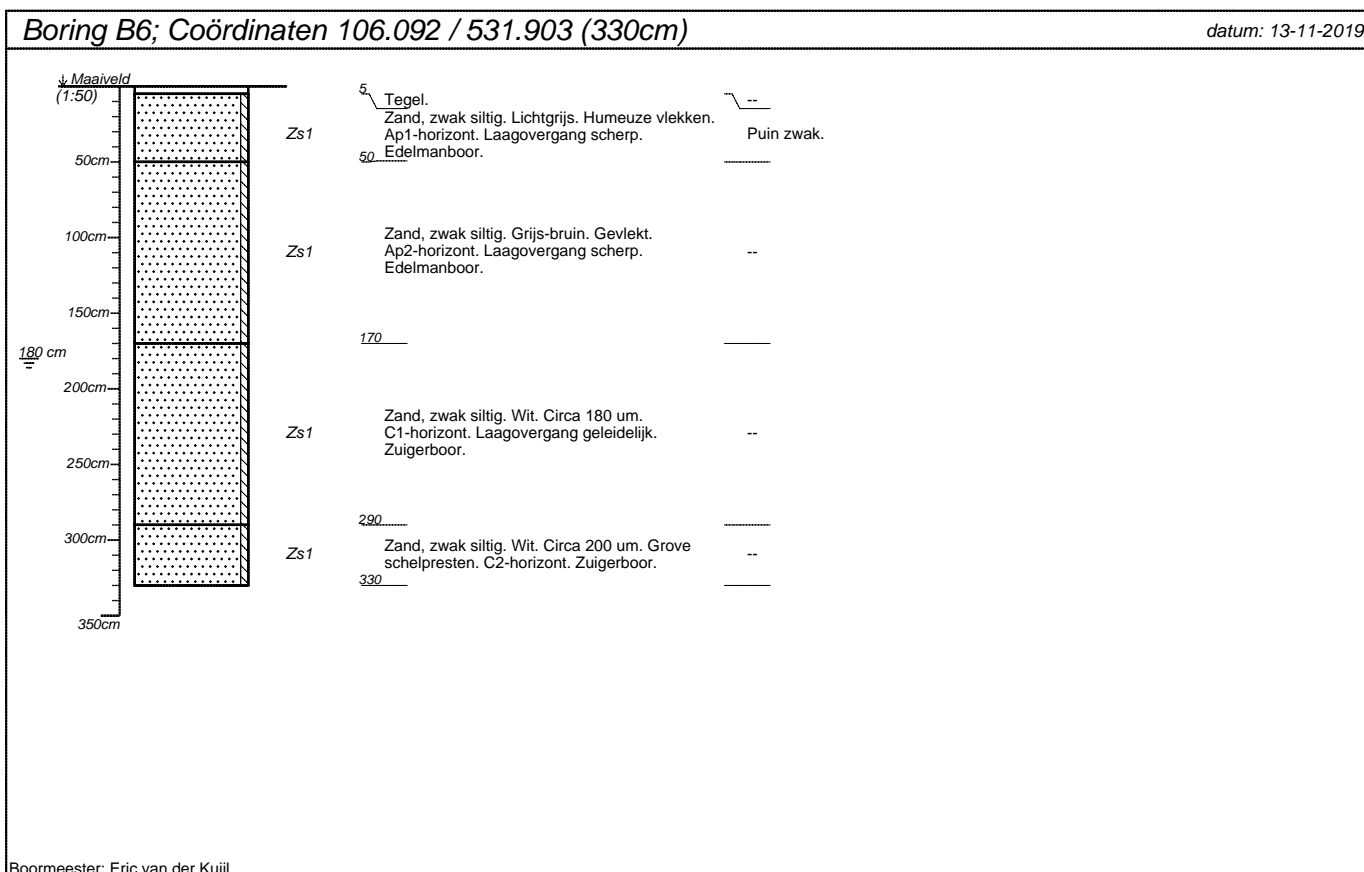 Boring B6; Coördinaten 106.092 / 531.903 (330cm)
datum: 13-11-2019
Maaiveld
(1:50)
5
Tegel.
--
Zs1
Zand, zwak siltig. Lichtgrijs. Humeuze vlekken.
Ap1-horizont. Laagovergang scherp.
Edelmanboor.
Puin zwak.
50cm
50
100cm
Zs1
Zand, zwak siltig. Grijs-bruin. Gevlekt.
Ap2-horizont. Laagovergang scherp.
Edelmanboor.
--
150cm
170
180 cm
200cm
Zs1
Zand, zwak siltig. Wit. Circa 180 um.
C1-horizont. Laagovergang geleidelijk.
Zuigerboor.
--
250cm
290
300cm
Zs1
Zand, zwak siltig. Wit. Circa 200 um. Grove
schelpresten. C2-horizont. Zuigerboor.
--
330
350cm
Boormeester: Eric van der Kuijl